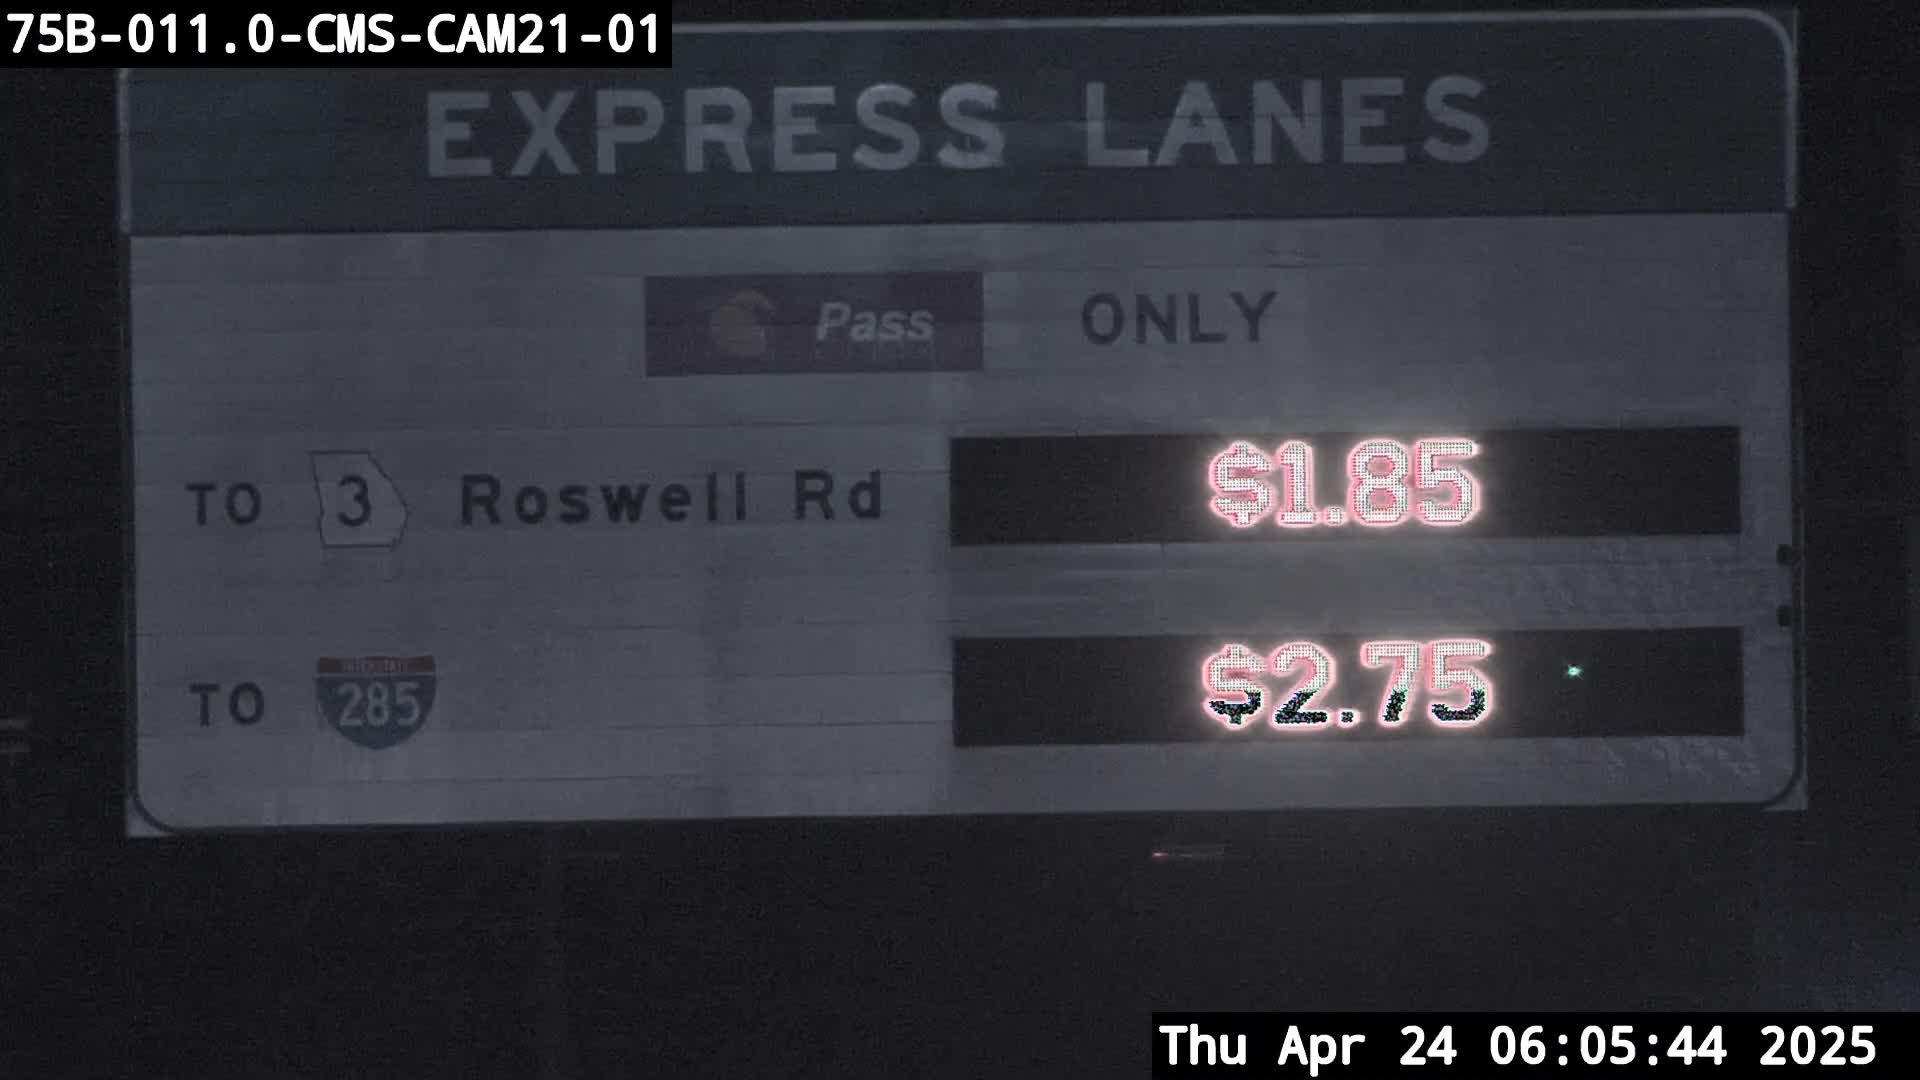 75B-011.0-CMS-CAM21-01
EXPRESS LANES
Pass ONLY
TO 3 Roswell Rd $1.85
INTERSTATE
TO 285 $2.75
Thu Apr 24 06:05:44 2025